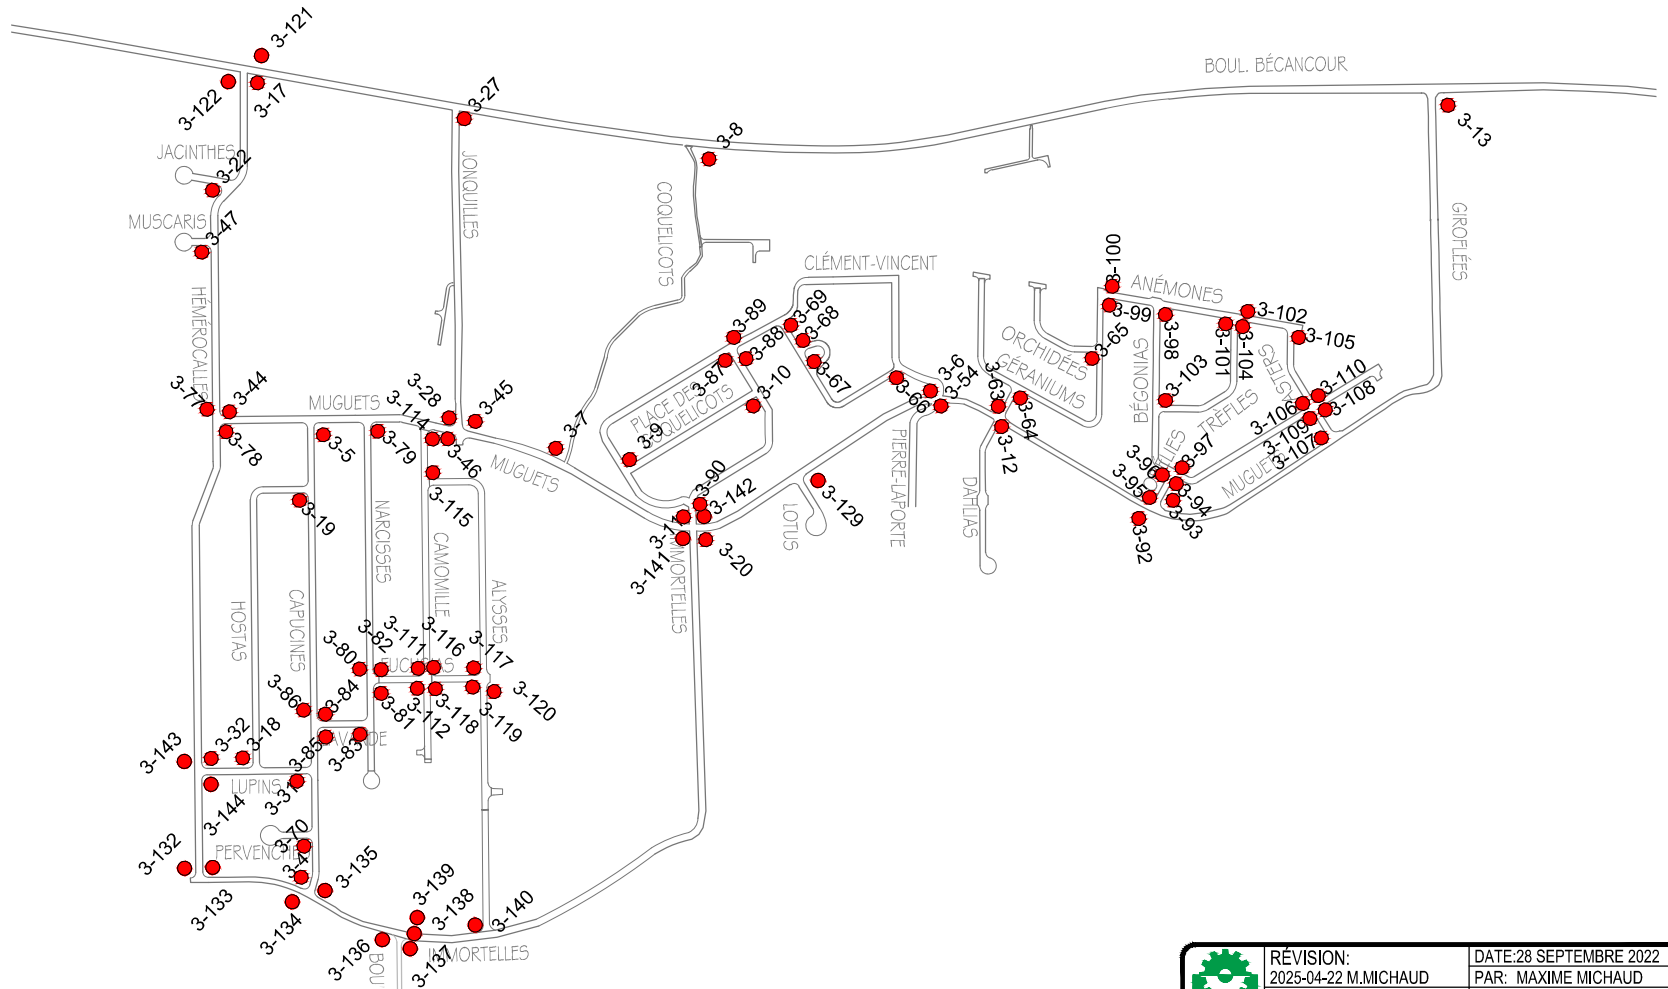 3-121
BOUL. BÉCANCOUR
3-122
3-17
3-27
3-8
3-13
JACINTHES
3-22
JONQUILLES
COQUELICOTS
GIROFLÉES
MUSCARIS
3-47
CLÉMENT-VINCENT
3-100
ANÉMONES
HÉMÉROCALLES
3-99
3-98
3-102
3-101
3-104
3-105
3-89
3-69
3-68
3-88
3-87
3-67
3-10
ORCHIDÉES
3-65
GÉRANIUMS
BÉGONIAS
3-103
ASTERS
TRÈFLES
3-110
3-108
3-106
3-109
3-107
3-77
3-44
MUGUETS
3-28
3-45
3-114
3-7
PLACE DES
COQUELICOTS
3-9
3-66
3-6
3-54
3-63
3-64
3-12
3-78
3-5
3-79
3-46
MUGUETS
3-115
3-90
3-142
3-129
LOTUS
PIERRE-LAPORTE
DAHLIAS
3-96
3-97
3-95
3-94
3-93
3-92
MUGUETS
3-19
NARCISSES
CAMOMILLE
ALYSSES
3-141
3-20
IMMORTELLES
HOSTAS
CAPUCINES
3-80
3-82
3-111
3-116
3-117
FUCHSIAS
3-86
3-84
3-81
3-112
3-118
3-119
3-120
3-143
3-32
3-18
3-85
3-83
LAVANDE
LUPINS
3-31
3-144
3-132
3-70
PERVENCHES
3-4
3-135
3-133
3-134
3-139
3-138
3-140
3-136
3-137
IMMORTELLES
BOU
RÉVISION:
2025-04-22 M.MICHAUD
DATE:28 SEPTEMBRE 2022
PAR: MAXIME MICHAUD